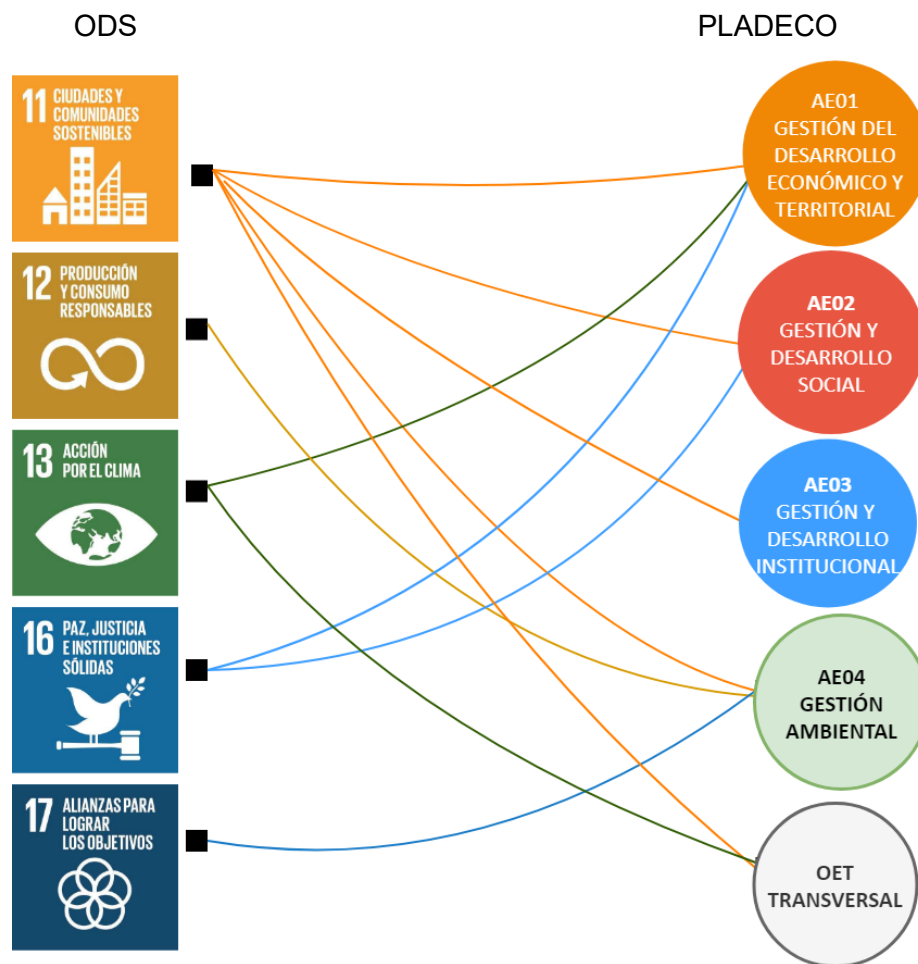 ODS
PLADECO
11 CIUDADES Y
COMUNIDADES
SOSTENIBLES
12 PRODUCCIÓN
Y CONSUMO
RESPONSABLES
13 ACCIÓN
POR EL CLIMA
16 PAZ, JUSTICIA
E INSTITUCIONES
SÓLIDAS
17 ALIANZAS PARA
LOGRAR
LOS OBJETIVOS
AE01
GESTIÓN DEL
DESARROLLO
ECONÓMICO Y
TERRITORIAL
AE02
GESTIÓN Y
DESARROLLO
SOCIAL
AE03
GESTIÓN Y
DESARROLLO
INSTITUCIONAL
AE04
GESTIÓN
AMBIENTAL
OET
TRANSVERSAL